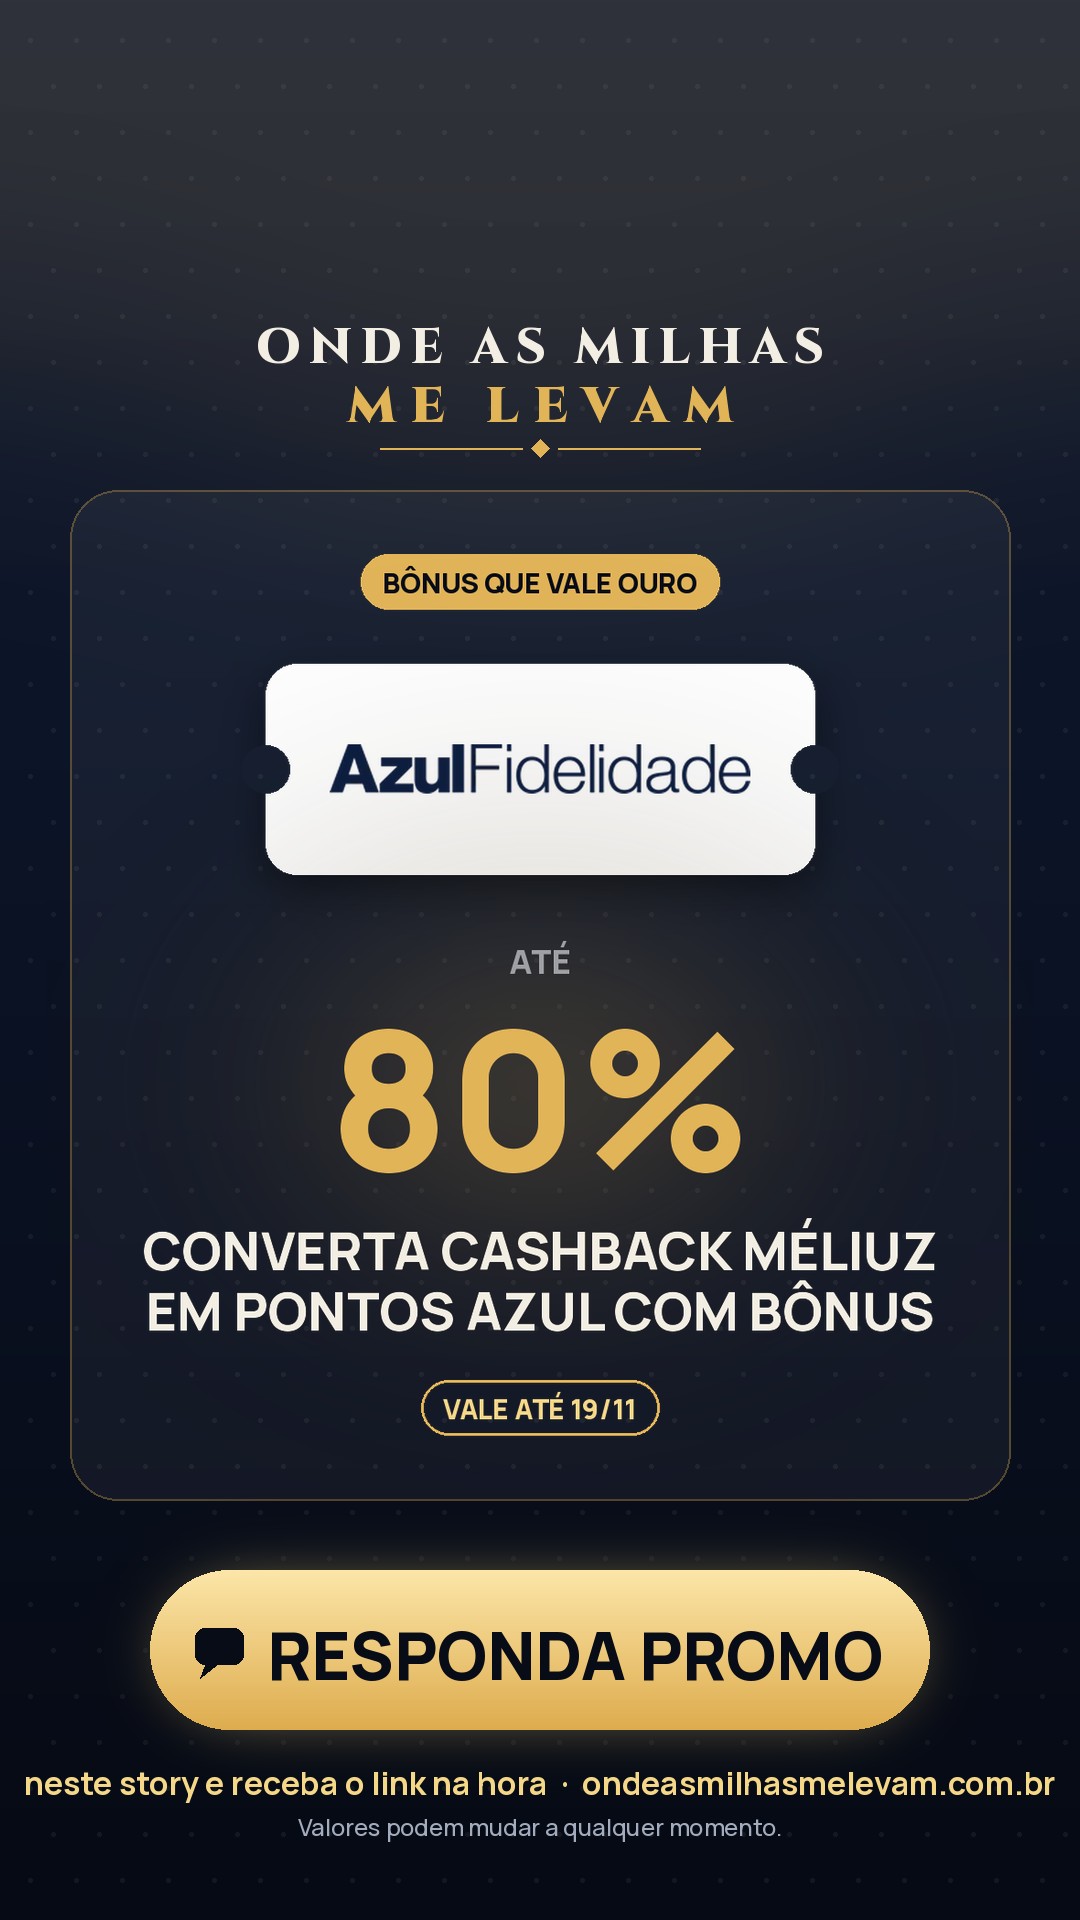 ONDE AS MILHAS
ME LEVAM
BÔNUS QUE VALE OURO
AzulFidelidade
ATÉ
80%
CONVERTA CASHBACK MÉLIUZ
EM PONTOS AZUL COM BÔNUS
VALE ATÉ 19/11
RESPONDA PROMO
neste story e receba o link na hora · ondeasmilhasmelevam.com.br
Valores podem mudar a qualquer momento.